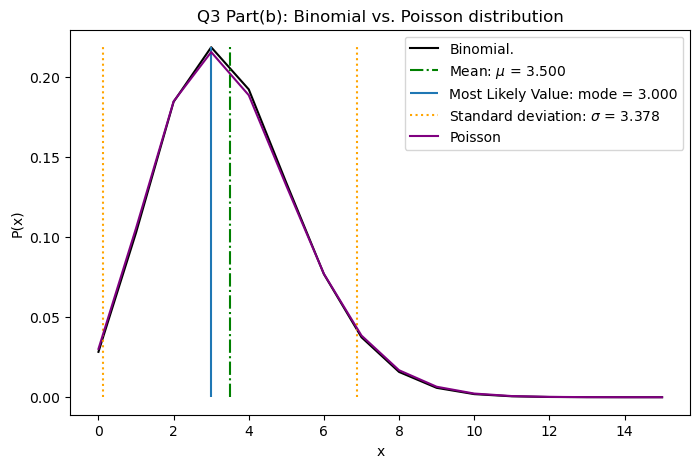 Q3 Part(b): Binomial vs. Poisson distribution
Binomial.
Mean: μ = 3.500
Most Likely Value: mode = 3.000
Standard deviation: σ = 3.378
Poisson
P(x)
0.20
0.15
0.10
0.05
0.00
0 2 4 6 8 10 12 14
x